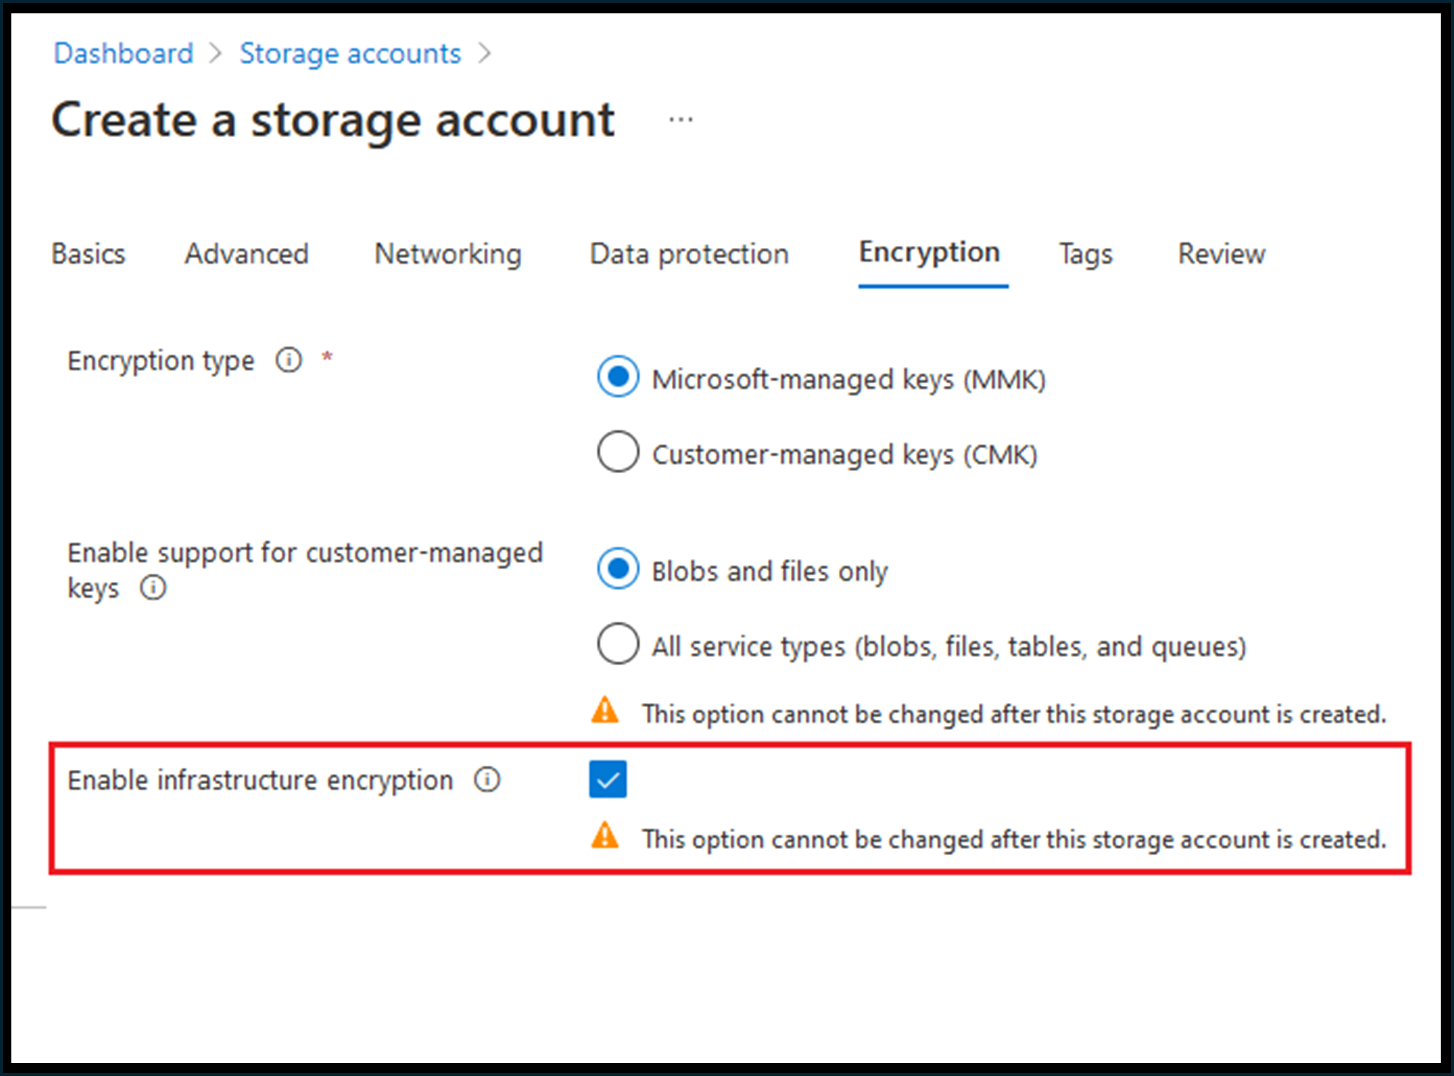 Dashboard > Storage accounts >
Create a storage account ...
Basics Advanced Networking Data protection Encryption Tags Review
Encryption type *
Microsoft-managed keys (MMK)
Customer-managed keys (CMK)
Enable support for customer-managed
keys
Blobs and files only
All service types (blobs, files, tables, and queues)
This option cannot be changed after this storage account is created.
Enable infrastructure encryption
This option cannot be changed after this storage account is created.